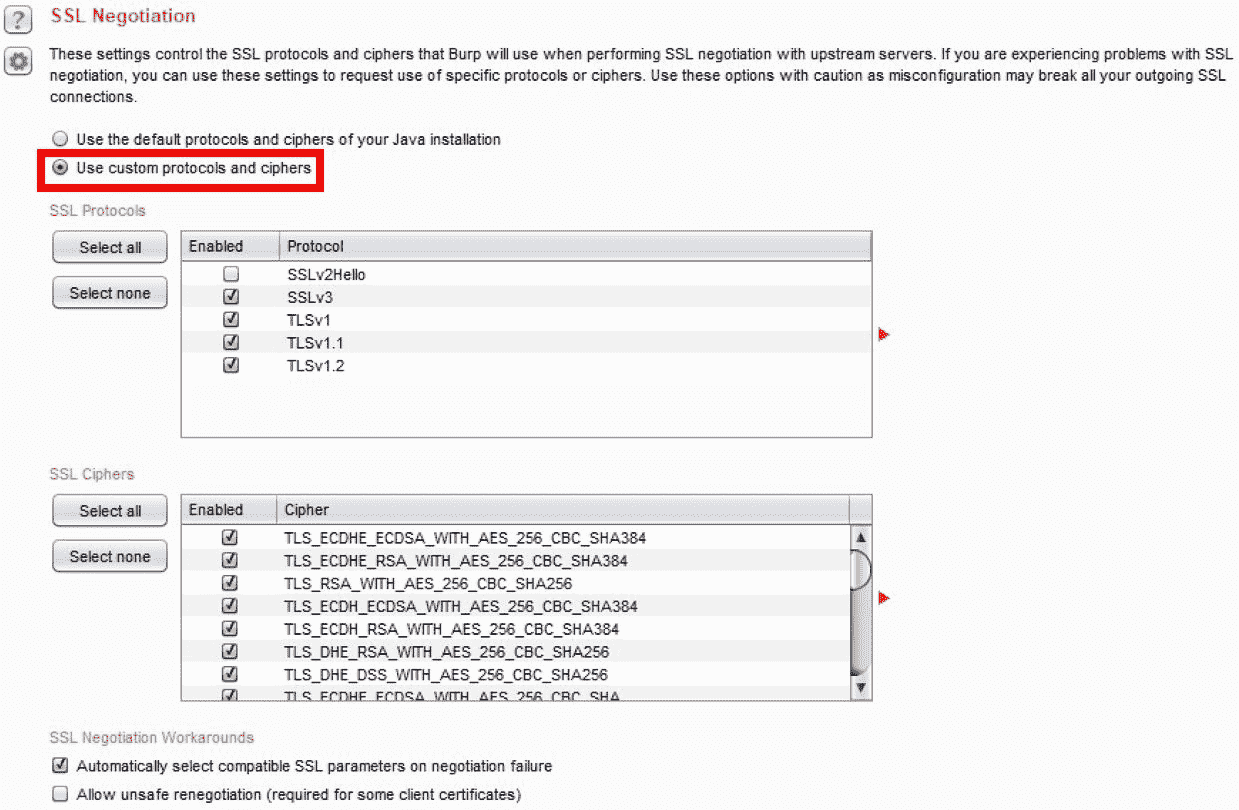 ?
SSL Negotiation
These settings control the SSL protocols and ciphers that Burp will use when performing SSL negotiation with upstream servers. If you are experiencing problems with SSL
negotiation, you can use these settings to request use of specific protocols or ciphers. Use these options with caution as misconfiguration may break all your outgoing SSL
connections.
Use the default protocols and ciphers of your Java installation
Use custom protocols and ciphers
SSL Protocols
Select all
Select none
Enabled Protocol
SSLv2Hello
SSLv3
TLSv1
TLSv1.1
TLSv1.2
SSL Ciphers
Select all
Select none
Enabled Cipher
TLS_ECDHE_ECDSA_WITH_AES_256_CBC_SHA384
TLS_ECDHE_RSA_WITH_AES_256_CBC_SHA384
TLS_RSA_WITH_AES_256_CBC_SHA256
TLS_ECDH_ECDSA_WITH_AES_256_CBC_SHA384
TLS_ECDH_RSA_WITH_AES_256_CBC_SHA384
TLS_DHE_RSA_WITH_AES_256_CBC_SHA256
TLS_DHE_DSS_WITH_AES_256_CBC_SHA256
TLS_ECDHE_ECDSA_WITH_AES_256_CBC_SHA
SSL Negotiation Workarounds
Automatically select compatible SSL parameters on negotiation failure
Allow unsafe renegotiation (required for some client certificates)